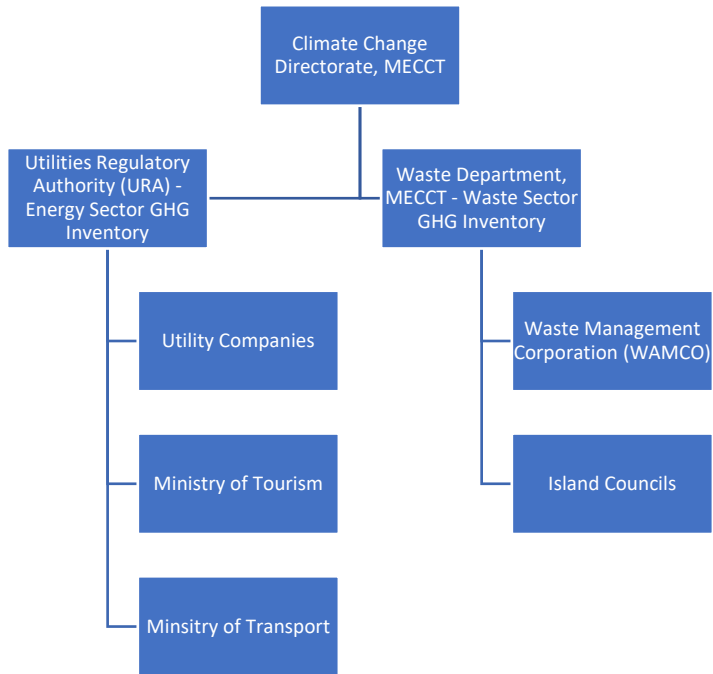 Climate Change
Directorate, MECCT
Utilities Regulatory
Authority (URA) -
Energy Sector GHG
Inventory
Waste Department,
MECCT - Waste Sector
GHG Inventory
Utility Companies
Waste Management
Corporation (WAMCO)
Ministry of Tourism
Island Councils
Minsitry of Transport